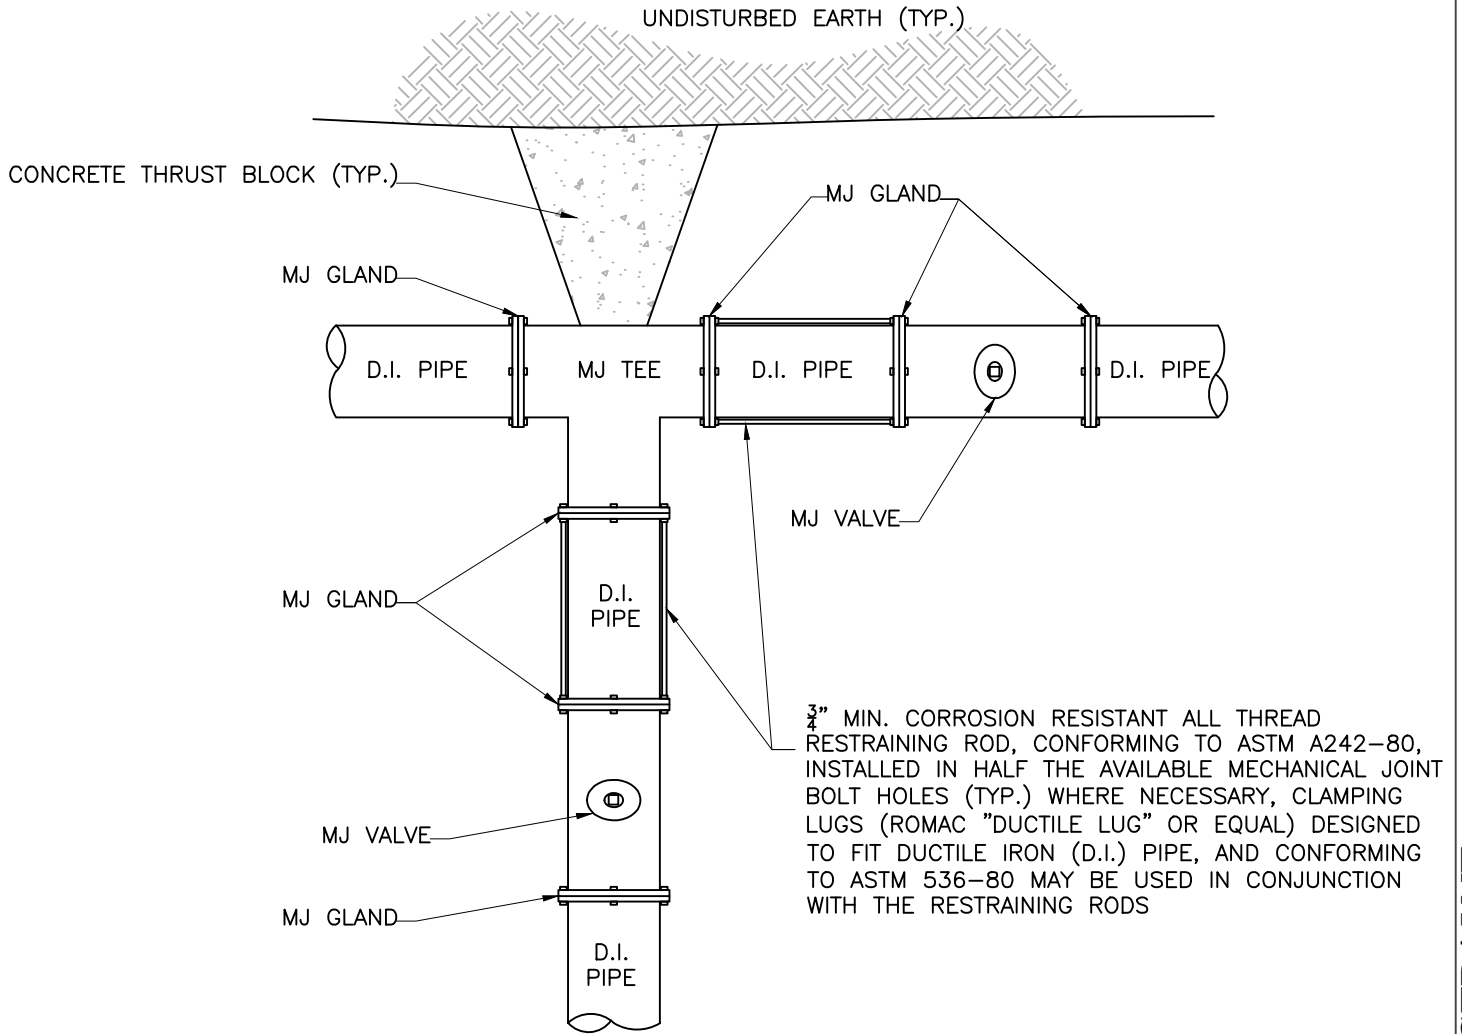 UNDISTURBED EARTH (TYP.)
CONCRETE THRUST BLOCK (TYP.)
MJ GLAND
MJ GLAND
D.I. PIPE
MJ TEE
D.I. PIPE
D.I. PIPE
MJ VALVE
MJ GLAND
D.I.
PIPE
3/4" MIN. CORROSION RESISTANT ALL THREAD
RESTRAINING ROD, CONFORMING TO ASTM A242-80,
INSTALLED IN HALF THE AVAILABLE MECHANICAL JOINT
BOLT HOLES (TYP.) WHERE NECESSARY, CLAMPING
LUGS (ROMAC "DUCTILE LUG" OR EQUAL) DESIGNED
TO FIT DUCTILE IRON (D.I.) PIPE, AND CONFORMING
TO ASTM 536-80 MAY BE USED IN CONJUNCTION
WITH THE RESTRAINING RODS
MJ VALVE
MJ GLAND
D.I.
PIPE